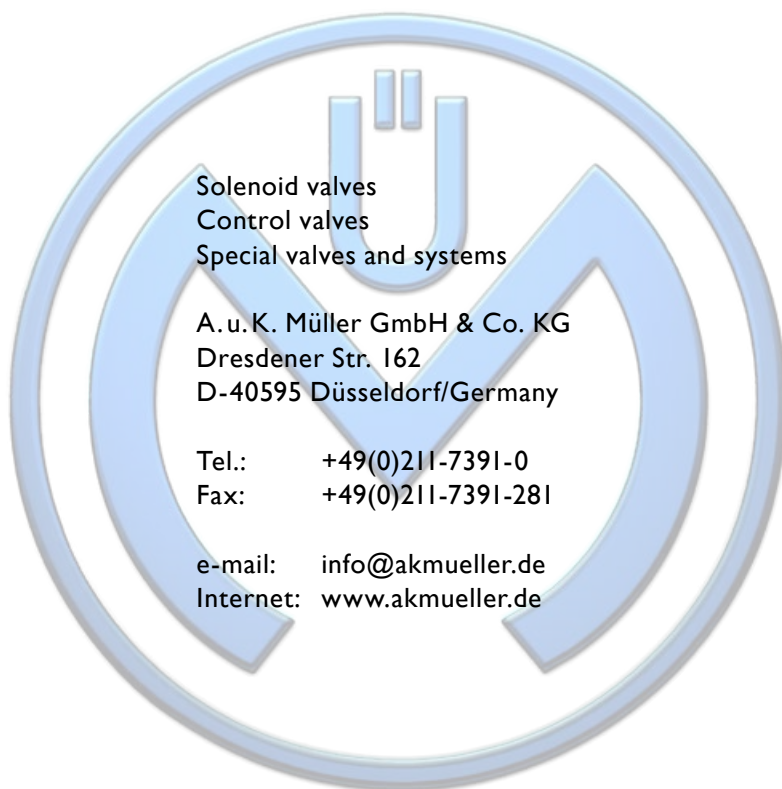 Ü
Solenoid valves
Control valves
Special valves and systems
A.u.K. Müller GmbH & Co. KG
Dresdener Str. 162
D-40595 Düsseldorf/Germany
Tel.: +49(0)211-7391-0
Fax: +49(0)211-7391-281
e-mail: info@akmueller.de
Internet: www.akmueller.de